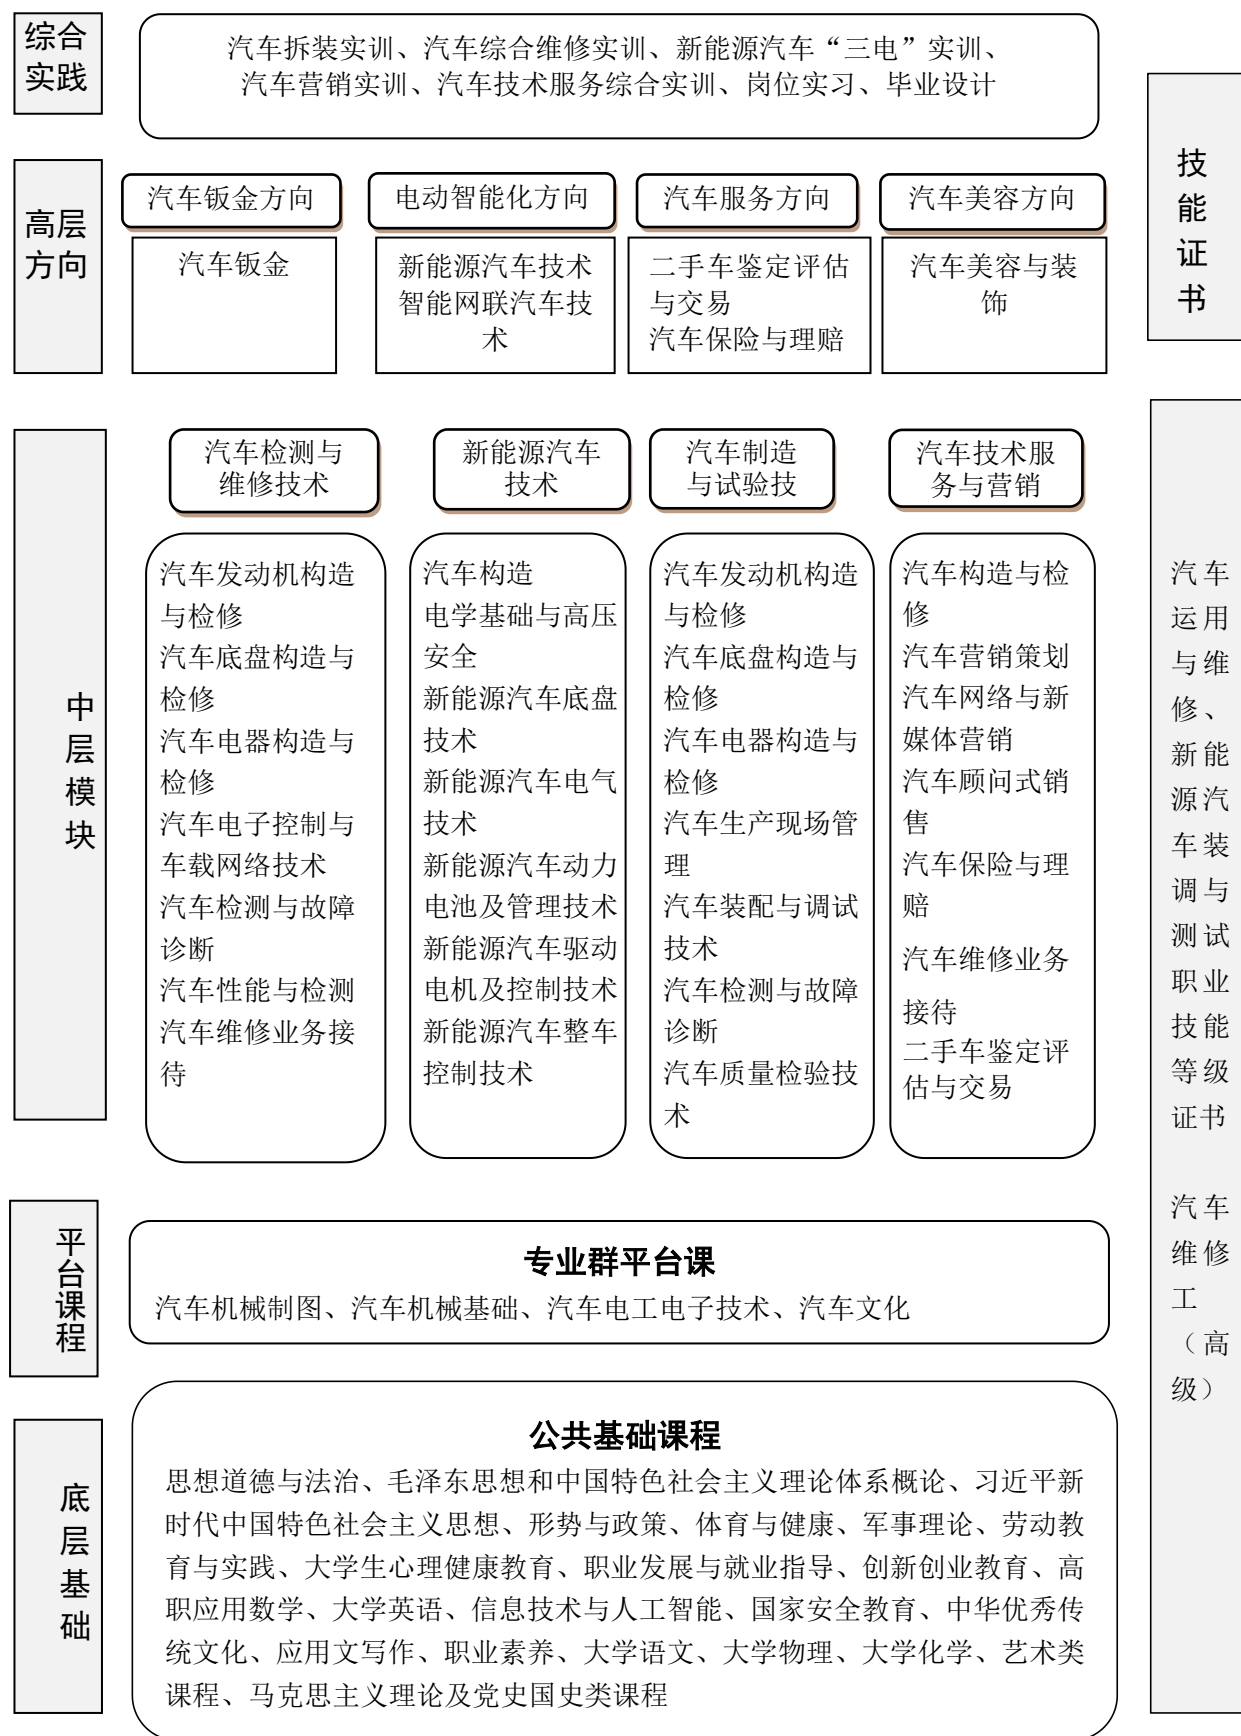 综合
实践
汽车拆装实训、汽车综合维修实训、新能源汽车“三电”实训、
汽车营销实训、汽车技术服务综合实训、岗位实习、毕业设计
高层
方向
汽车钣金方向
汽车钣金
电动智能化方向
新能源汽车技术
智能网联汽车技
术
汽车服务方向
二手车鉴定评估
与交易
汽车保险与理赔
汽车美容方向
汽车美容与装
饰
中
层
模
块
汽车检测与
维修技术
汽车发动机构造
与检修
汽车底盘构造与
检修
汽车电器构造与
检修
汽车电子控制与
车载网络技术
汽车检测与故障
诊断
汽车性能与检测
汽车维修业务接
待
新能源汽车
技术
汽车构造
电学基础与高压
安全
新能源汽车底盘
技术
新能源汽车电气
技术
新能源汽车动力
电池及管理技术
新能源汽车驱动
电机及控制技术
新能源汽车整车
控制技术
汽车制造
与试验技
汽车发动机构造
与检修
汽车底盘构造与
检修
汽车电器构造与
检修
汽车生产现场管
理
汽车装配与调试
技术
汽车检测与故障
诊断
汽车质量检验技
术
汽车技术服
务与营销
汽车构造与检
修
汽车营销策划
汽车网络与新
媒体营销
汽车顾问式销
售
汽车保险与理
赔
汽车维修业务
接待
二手车鉴定评
估与交易
平
台
课
程
专业群平台课
汽车机械制图、汽车机械基础、汽车电工电子技术、汽车文化
底
层
基
础
公共基础课程
思想道德与法治、毛泽东思想和中国特色社会主义理论体系概论、习近平新
时代中国特色社会主义思想、形势与政策、体育与健康、军事理论、劳动教
育与实践、大学生心理健康教育、职业发展与就业指导、创新创业教育、高
职应用数学、大学英语、信息技术与人工智能、国家安全教育、中华优秀传
统文化、应用文写作、职业素养、大学语文、大学物理、大学化学、艺术类
课程、马克思主义理论及党史国史类课程
技
能
证
书
汽车
运用
与维
修、
新能
源汽
车装
调与
测试
职业
技能
等级
证书
汽车
维修
工
（高
级）